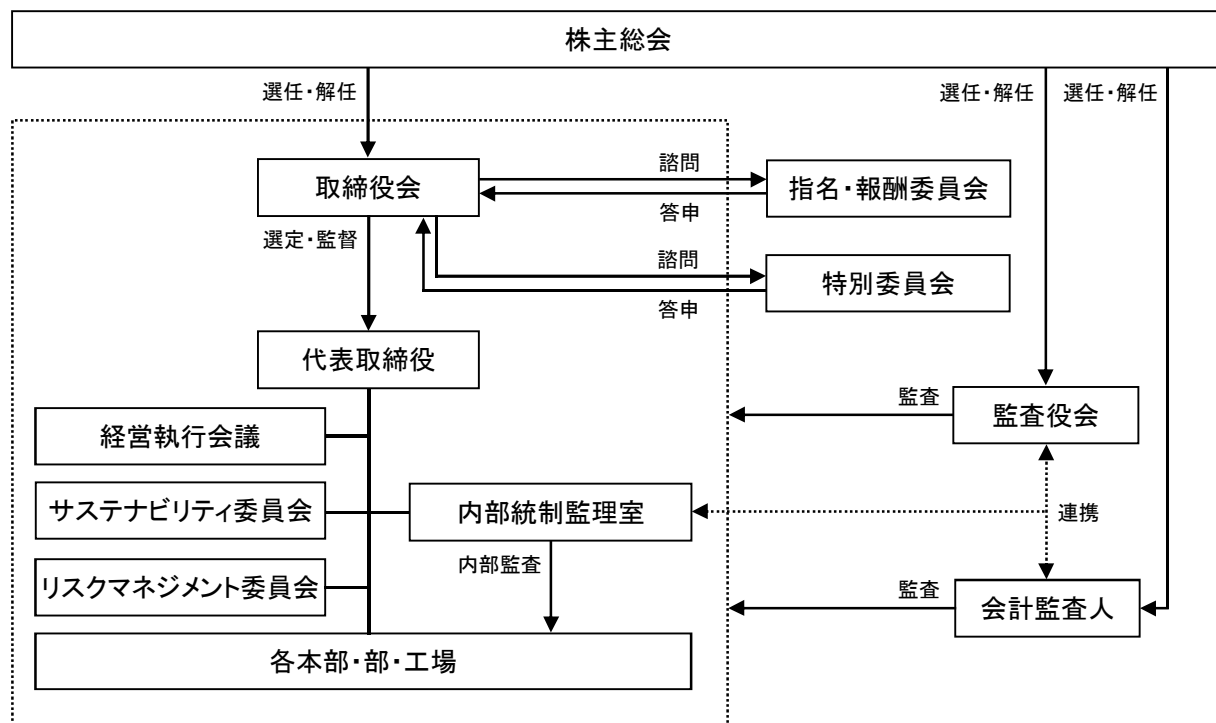 株主総会
選任・解任
選任・解任
選任・解任
取締役会
諮問
指名・報酬委員会
答申
選定・監督
諮問
特別委員会
答申
代表取締役
監査
監査役会
経営執行会議
サステナビリティ委員会
内部統制監理室
連携
内部監査
リスクマネジメント委員会
監査
会計監査人
各本部・部・工場